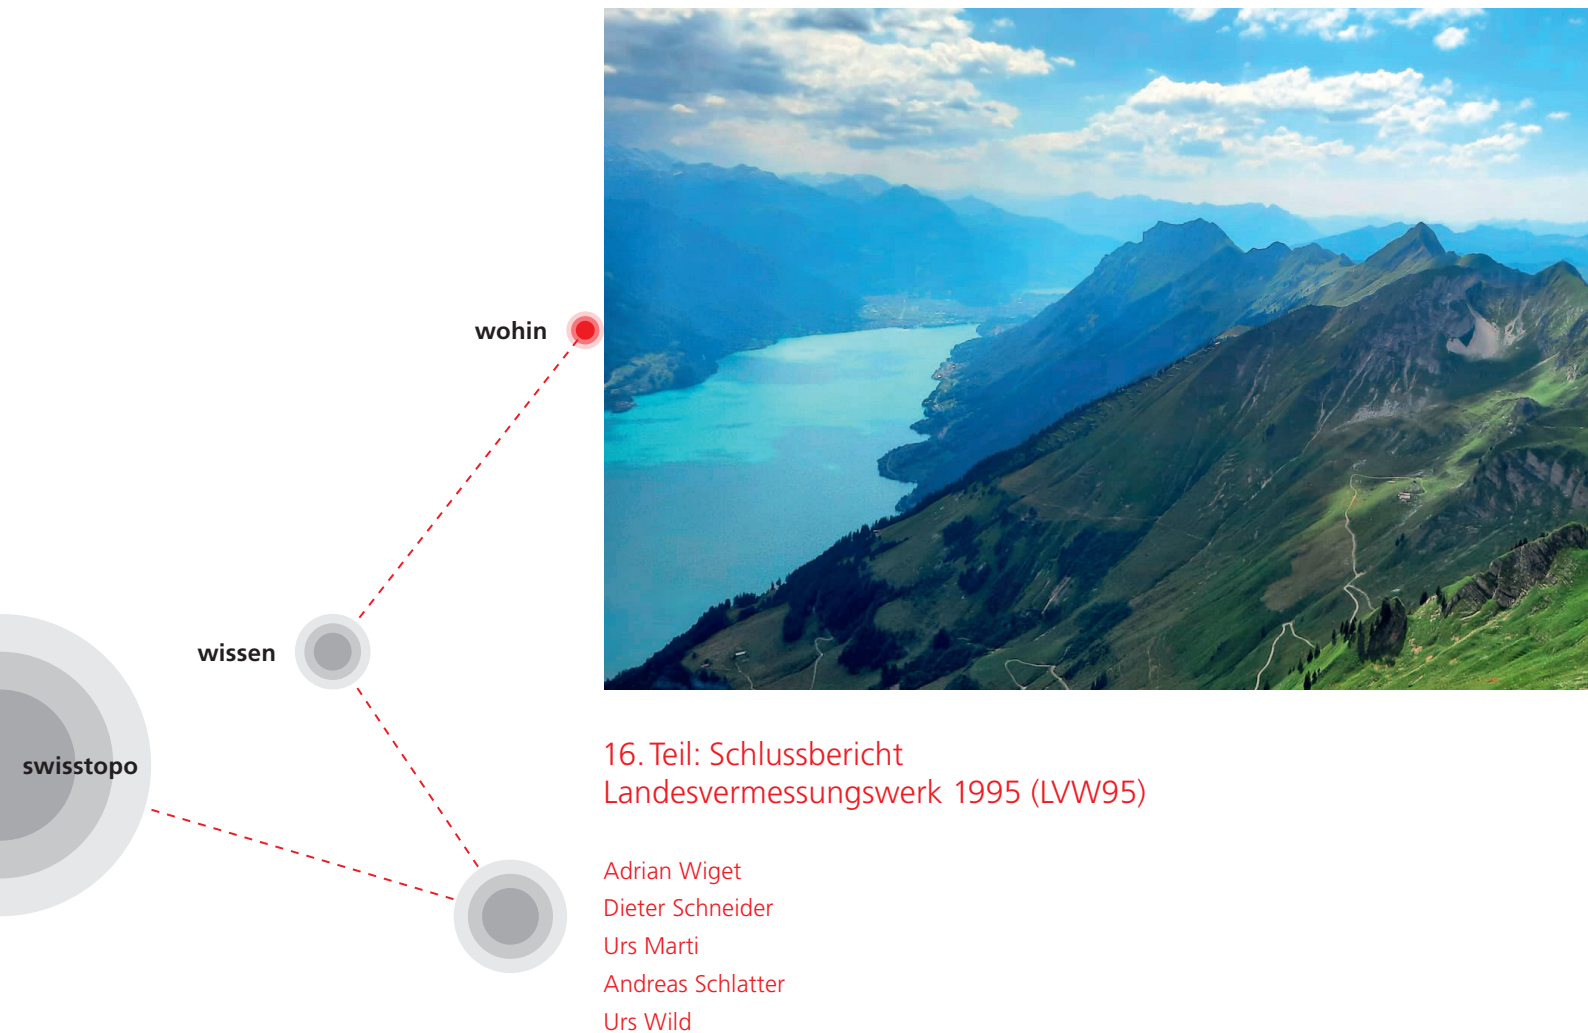 wohin
wissen
swisstopo
16. Teil: Schlussbericht
Landesvermessungswerk 1995 (LVW95)
Adrian Wiget
Dieter Schneider
Urs Marti
Andreas Schlatter
Urs Wild